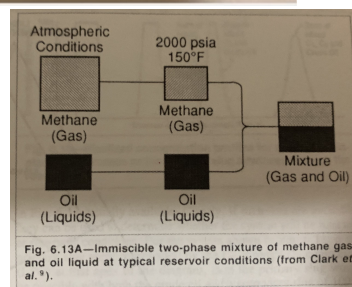 Atmospheric
Conditions
2000 psia
150°F
Methane
(Gas)
Methane
(Gas)
Mixture
(Gas and Oil)
Oil
(Liquids)
Oil
(Liquids)
Fig. 6.13A—Immiscible two-phase mixture of methane gas
and oil liquid at typical reservoir conditions (from Clark et
al.⁹).